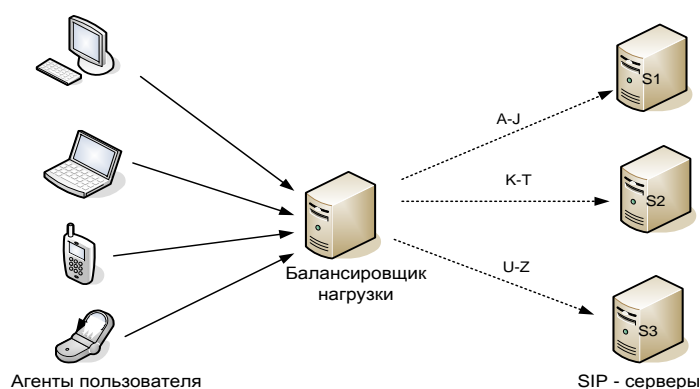 S1
A-J
K-T
S2
Балансировщик
нагрузки
U-Z
S3
Агенты пользователя
SIP - серверы